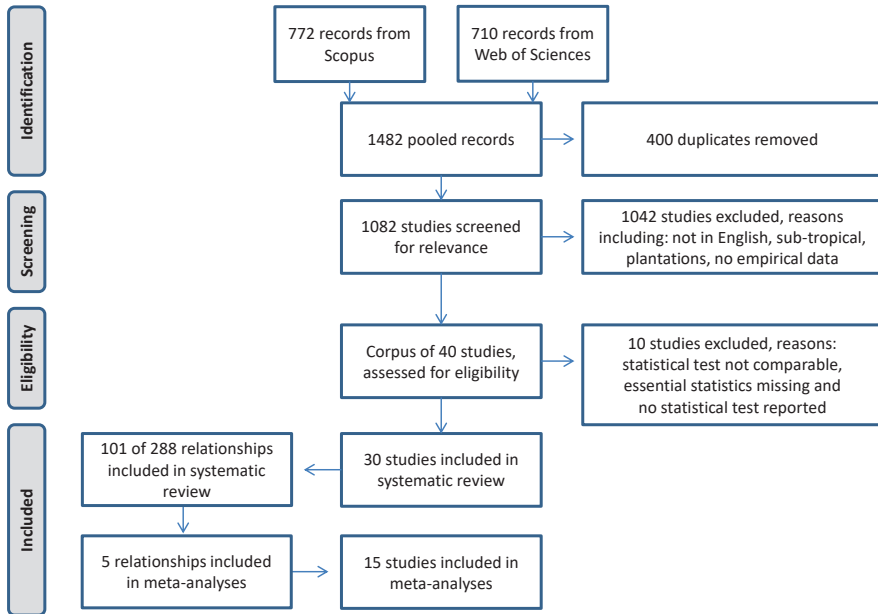 Identification
772 records from
Scopus
710 records from
Web of Sciences
1482 pooled records
400 duplicates removed
Screening
1082 studies screened
for relevance
1042 studies excluded, reasons
including: not in English, sub-tropical,
plantations, no empirical data
Eligibility
Corpus of 40 studies,
assessed for eligibility
10 studies excluded, reasons:
statistical test not comparable,
essential statistics missing and
no statistical test reported
Included
101 of 288 relationships
included in systematic
review
30 studies included in
systematic review
5 relationships included
in meta-analyses
15 studies included in
meta-analyses